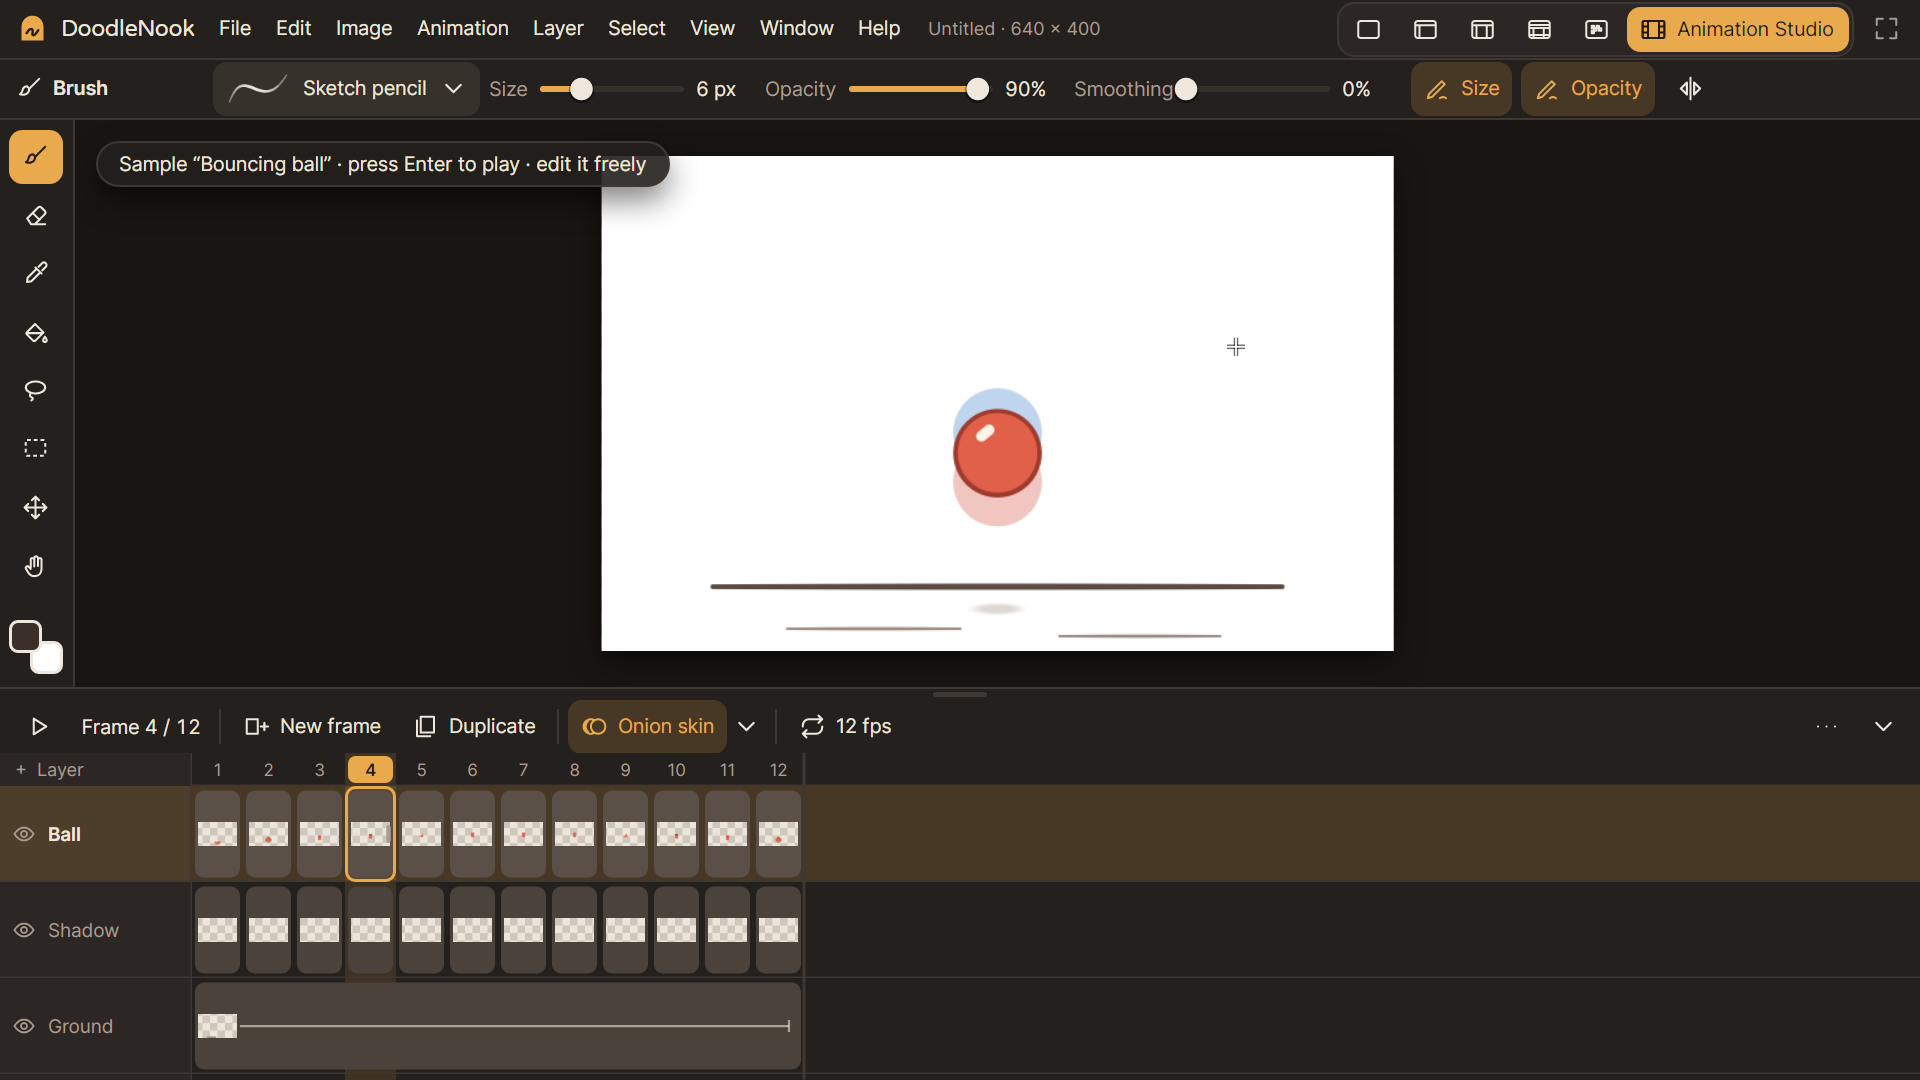 DoodleNook File Edit Image Animation Layer Select View Window Help Untitled · 640 × 400 Animation Studio
Brush Sketch pencil Size 6 px Opacity 90% Smoothing 0% Size Opacity
Sample “Bouncing ball” · press Enter to play · edit it freely
Frame 4 / 12 New frame Duplicate Onion skin 12 fps ···
+ Layer 1 2 3 4 5 6 7 8 9 10 11 12
Ball
Shadow
Ground